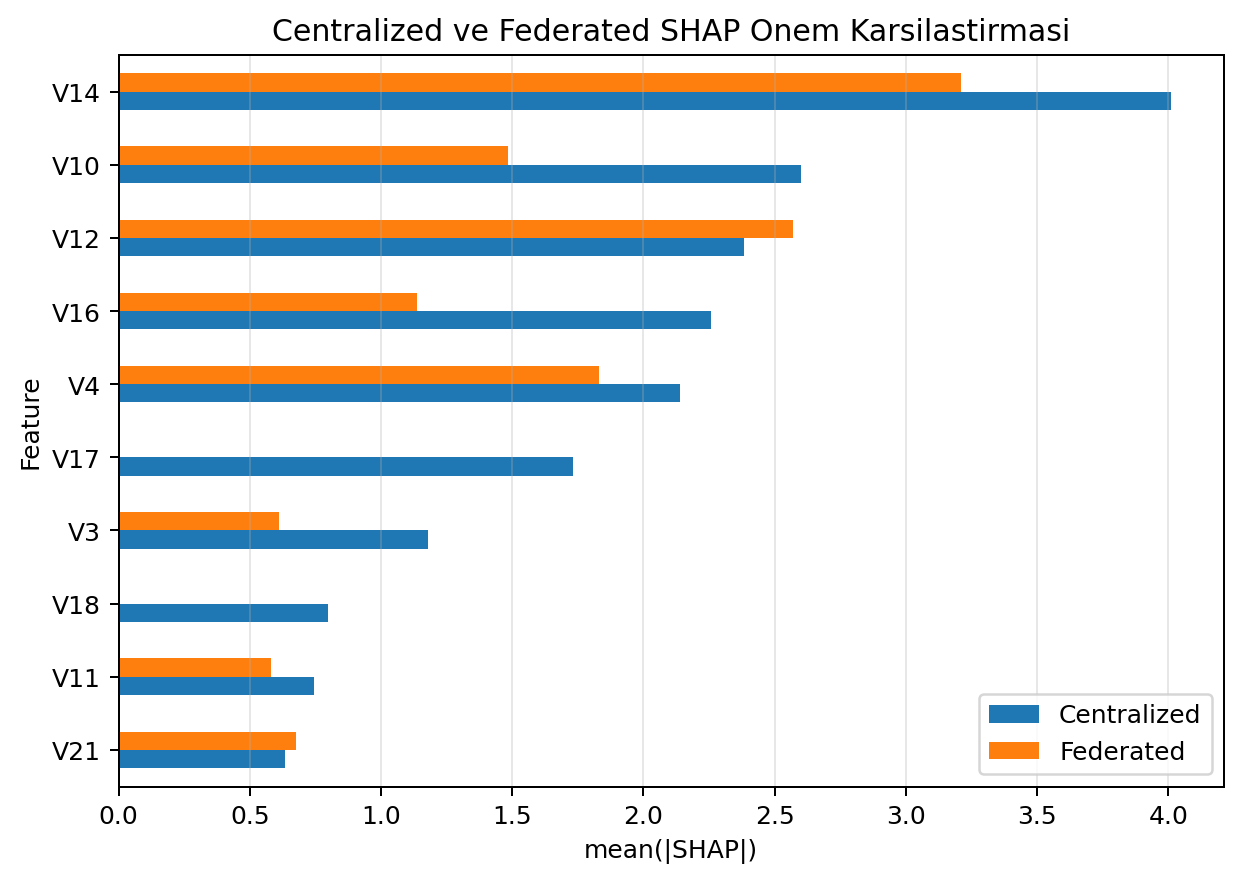 Centralized ve Federated SHAP Onem Karsilastirmasi
Feature
V14
V10
V12
V16
V4
V17
V3
V18
V11
V21
Centralized
Federated
0.0 0.5 1.0 1.5 2.0 2.5 3.0 3.5 4.0
mean(|SHAP|)